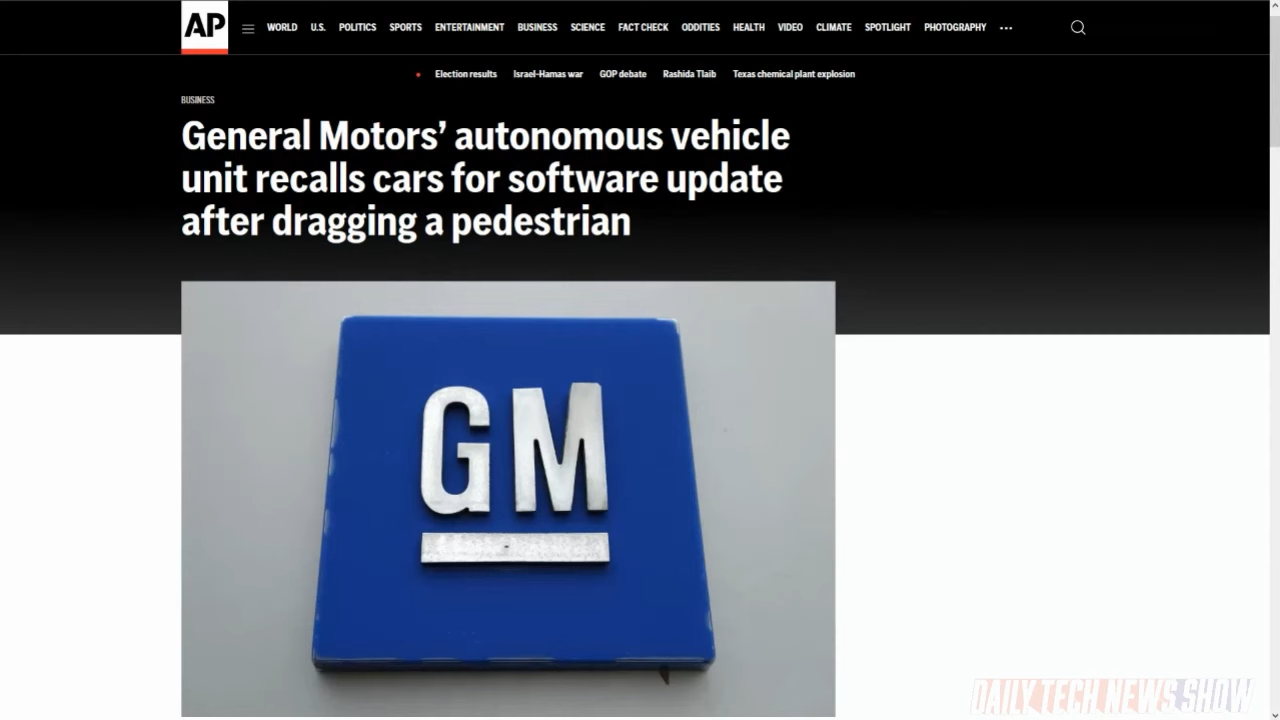 AP
WORLD U.S. POLITICS SPORTS ENTERTAINMENT BUSINESS SCIENCE FACT CHECK ODDITIES HEALTH VIDEO CLIMATE SPOTLIGHT PHOTOGRAPHY
Election results Israel-Hamas war GOP debate Rashida Tlaib Texas chemical plant explosion
BUSINESS
General Motors’ autonomous vehicle
unit recalls cars for software update
after dragging a pedestrian
GM
DAILY TECH NEWS SHOW